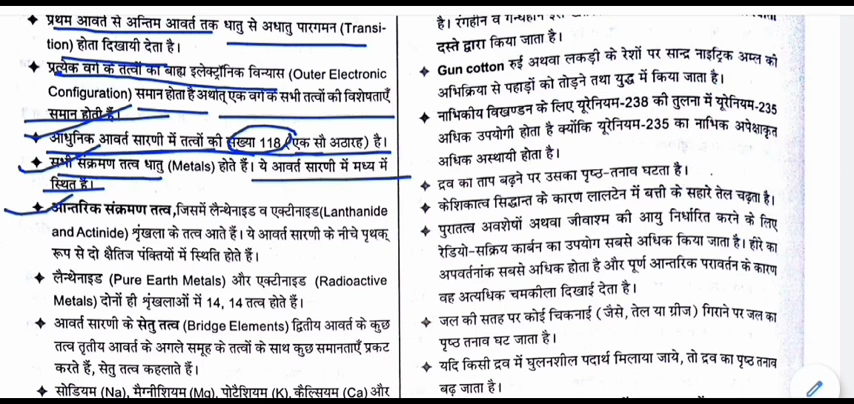 प्रथम आवर्त से अन्तिम आवर्त तक धातु से अधातु पारगमन (Transi-
tion) होता दिखायी देता है।
प्रत्येक वर्ग के तत्वों का बाह्य इलेक्ट्रॉनिक विन्यास (Outer Electronic
Configuration) समान होता है अर्थात् एक वर्ग के सभी तत्वों की विशेषताएँ
समान होती हैं।
आधुनिक आवर्त सारणी में तत्वों की संख्या 118 (एक सौ अठारह) है।
सभी संक्रमण तत्व धातु (Metals) होते हैं। ये आवर्त सारणी में मध्य में
स्थित हैं।
आन्तरिक संक्रमण तत्व, जिसमें लैन्थेनाइड व एक्टीनाइड (Lanthanide
and Actinide) शृंखला के तत्व आते हैं। ये आवर्त सारणी के नीचे पृथक्
रूप से दो क्षैतिज पंक्तियों में स्थिति होते हैं।
लैन्थेनाइड (Pure Earth Metals) और एक्टीनाइड (Radioactive
Metals) दोनों ही शृंखलाओं में 14, 14 तत्व होते हैं।
आवर्त सारणी के सेतु तत्व (Bridge Elements) द्वितीय आवर्त के कुछ
तत्व तृतीय आवर्त के अगले समूह के तत्वों के साथ कुछ समानताएँ प्रकट
करते हैं, सेतु तत्व कहलाते हैं।
सोडियम (Na), मैग्नीशियम (Mg), पोटैशियम (K), कैल्सियम (Ca) और
है। रंगहीन व गन्धहीन
दस्ते द्वारा किया जाता है।
Gun cotton रुई अथवा लकड़ी के रेशों पर सान्द्र नाइट्रिक अम्ल की
अभिक्रिया से पहाड़ों को तोड़ने तथा युद्ध में किया जाता है।
नाभिकीय विखण्डन के लिए यूरेनियम-238 की तुलना में यूरेनियम-235
अधिक उपयोगी होता है क्योंकि यूरेनियम-235 का नाभिक अपेक्षाकृत
अधिक अस्थायी होता है।
द्रव का ताप बढ़ने पर उसका पृष्ठ-तनाव घटता है।
केशिकात्व सिद्धान्त के कारण लालटेन में बत्ती के सहारे तेल चढ़ता है।
पुरातत्व अवशेषों अथवा जीवाश्म की आयु निर्धारित करने के लिए
रेडियो-सक्रिय कार्बन का उपयोग सबसे अधिक किया जाता है। हीरे का
अपवर्तनांक सबसे अधिक होता है और पूर्ण आन्तरिक परावर्तन के कारण
वह अत्यधिक चमकीला दिखाई देता है।
जल की सतह पर कोई चिकनाई (जैसे, तेल या ग्रीज) गिराने पर जल का
पृष्ठ तनाव घट जाता है।
यदि किसी द्रव में घुलनशील पदार्थ मिलाया जाये, तो द्रव का पृष्ठ तनाव
बढ़ जाता है।